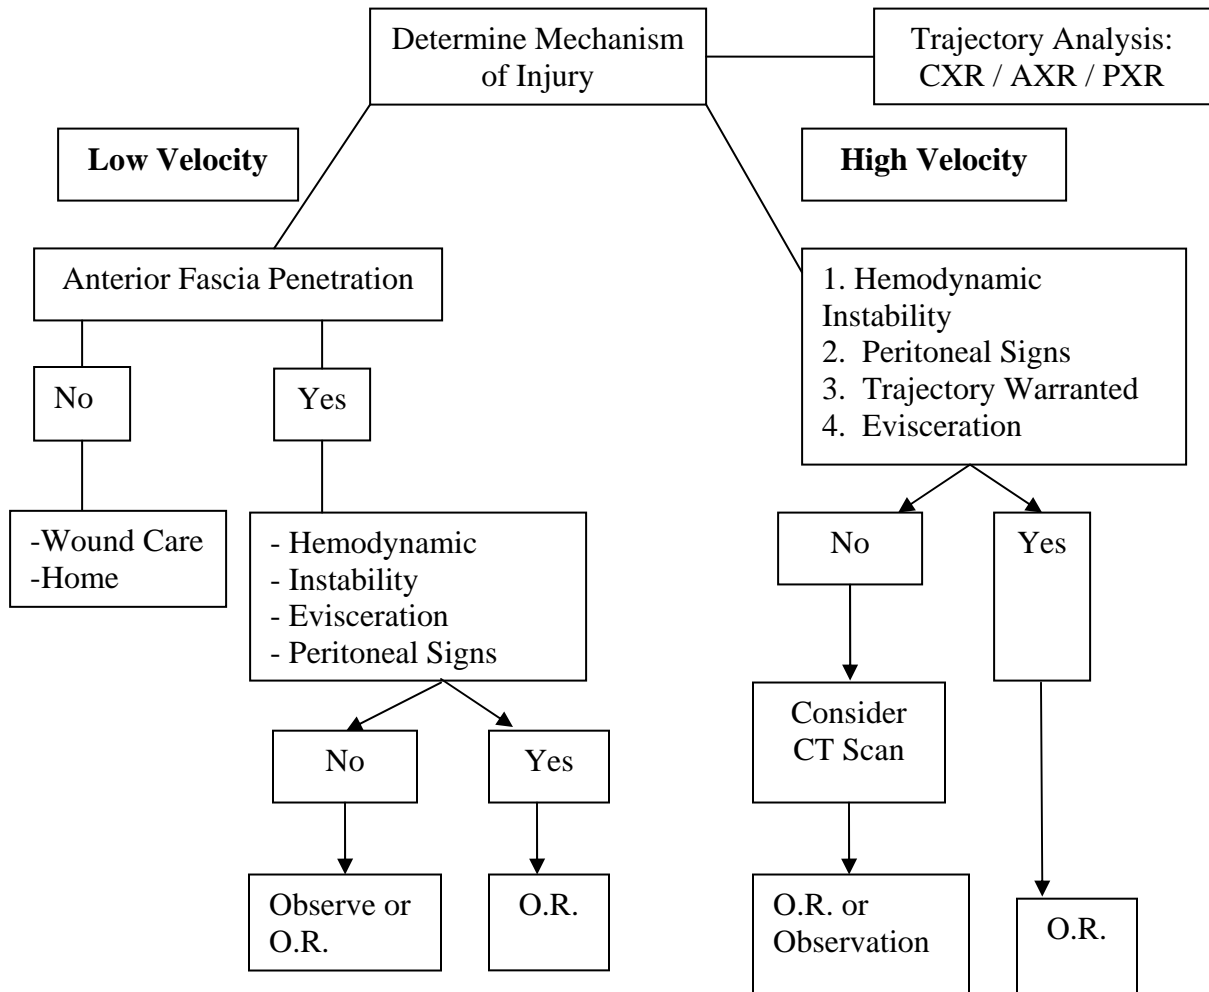 Determine Mechanism
of Injury
Trajectory Analysis:
CXR / AXR / PXR
Low Velocity
High Velocity
Anterior Fascia Penetration
1. Hemodynamic
Instability
2. Peritoneal Signs
3. Trajectory Warranted
4. Evisceration
No
Yes
-Wound Care
-Home
- Hemodynamic
- Instability
- Evisceration
- Peritoneal Signs
No
Yes
Consider
CT Scan
No
Yes
Observe or
O.R.
O.R.
O.R. or
Observation
O.R.